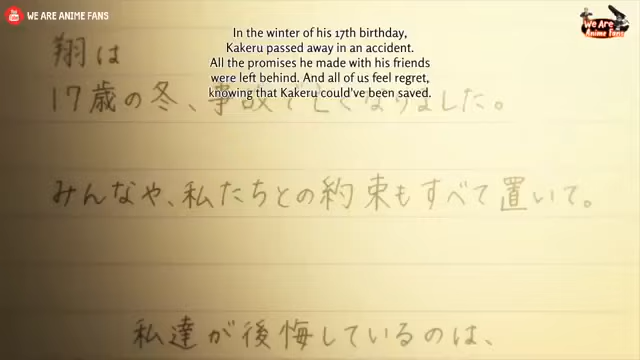 WE ARE ANIME FANS
We Are
Anime Fans
In the winter of his 17th birthday,
Kakeru passed away in an accident.
All the promises he made with his friends
were left behind. And all of us feel regret,
knowing that Kakeru could've been saved.
翔は
17歳の冬、事故で亡くなりました。
みんなや、私たちとの約束もすべて置いて。
私達が後悔しているのは、